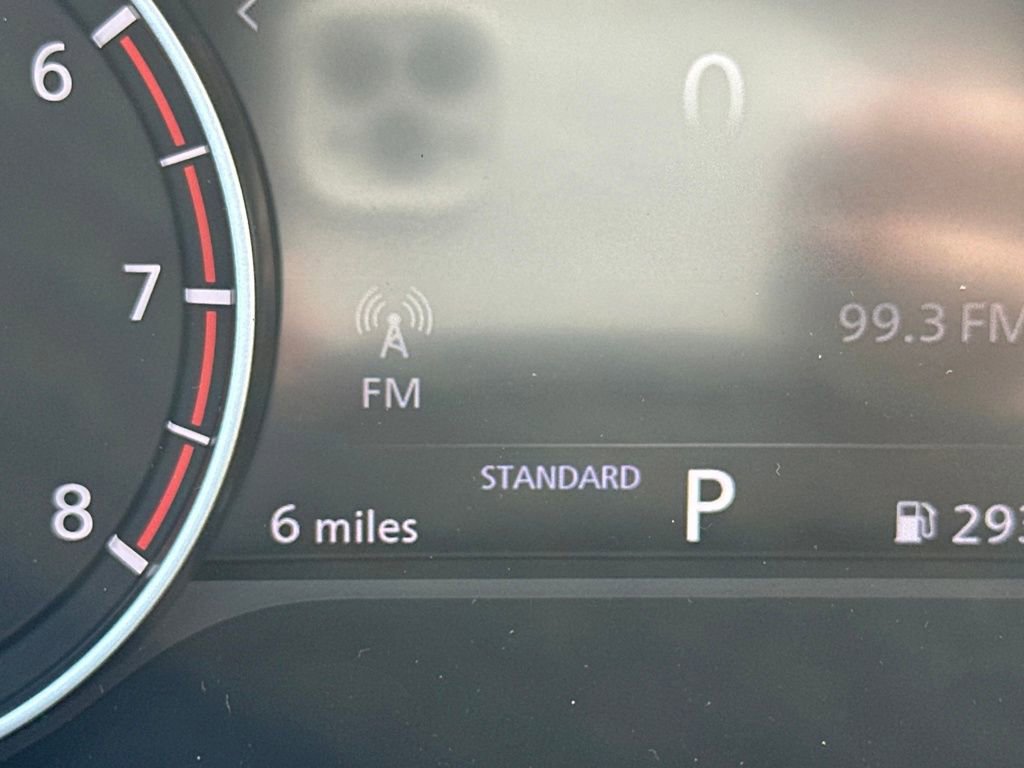 6
0
7
99.3 FM
FM
STANDARD
P
8
6 miles
293